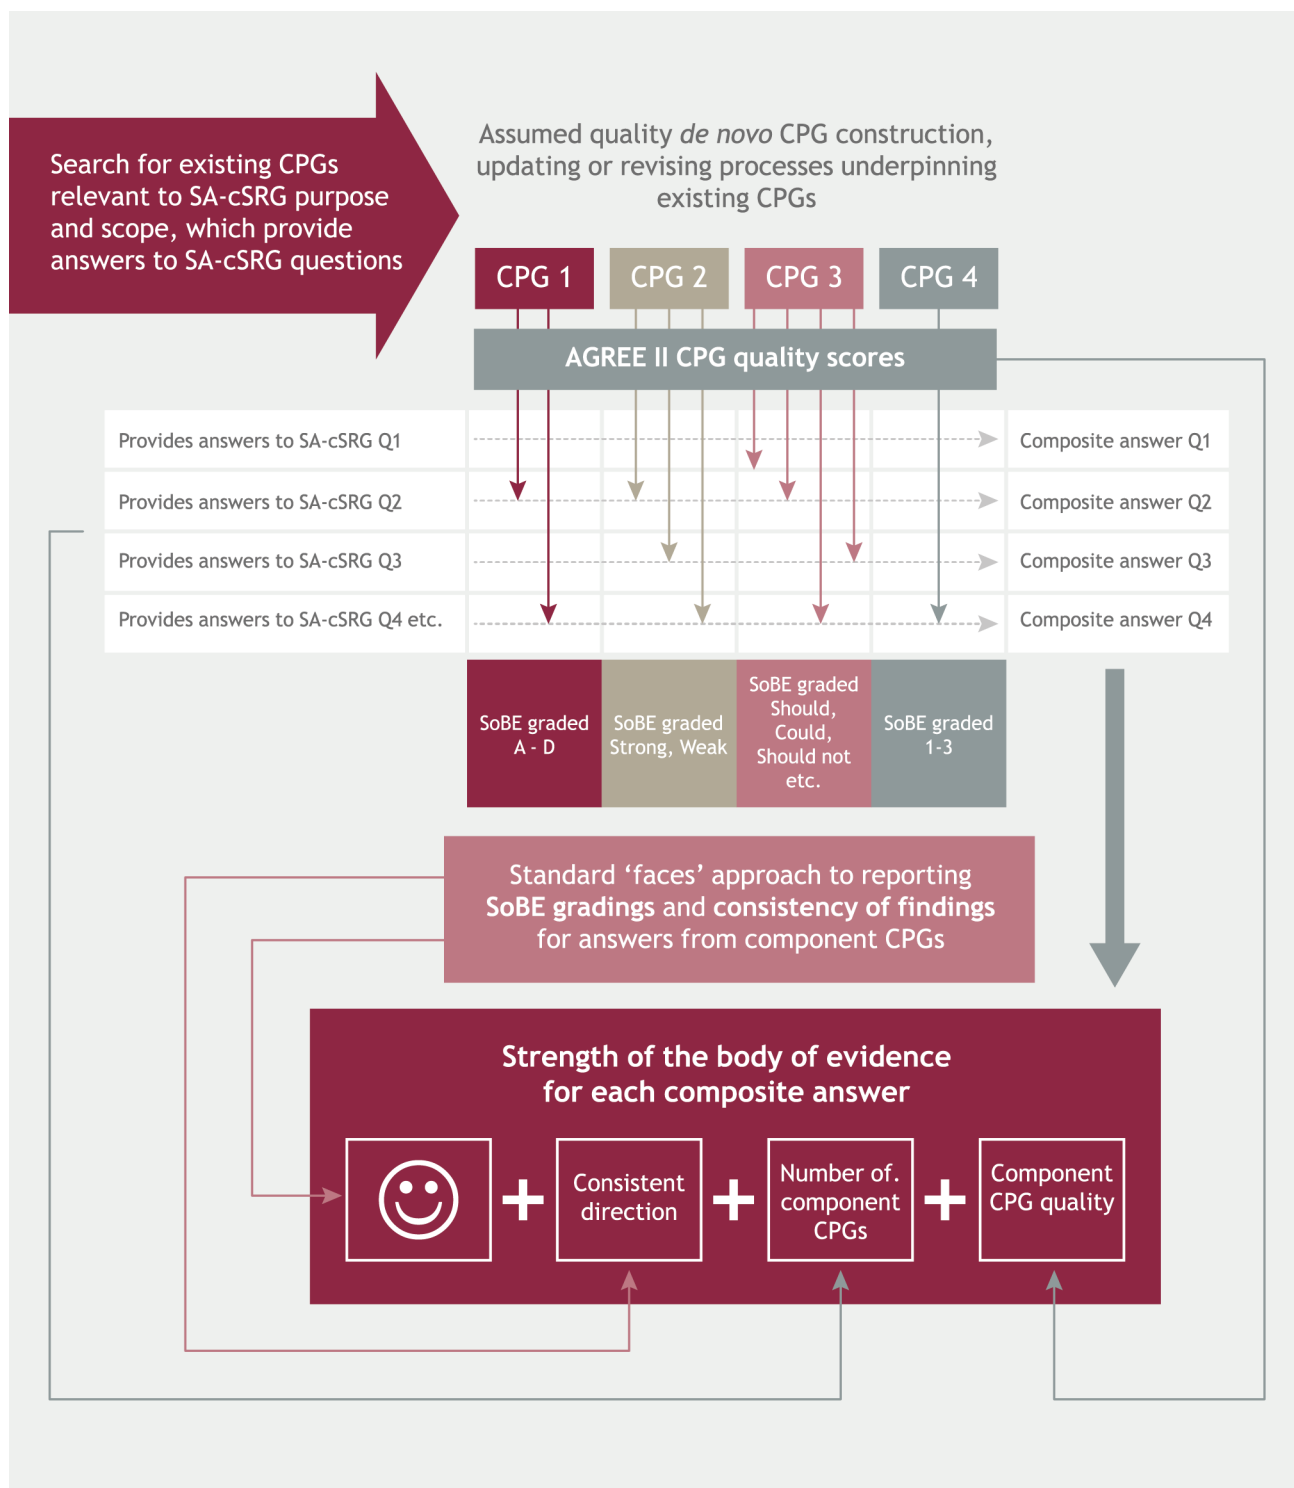 Search for existing CPGs
relevant to SA-cSRG purpose
and scope, which provide
answers to SA-cSRG questions
Assumed quality de novo CPG construction,
updating or revising processes underpinning
existing CPGs
CPG 1
CPG 2
CPG 3
CPG 4
AGREE II CPG quality scores
Provides answers to SA-cSRG Q1
Composite answer Q1
Provides answers to SA-cSRG Q2
Composite answer Q2
Provides answers to SA-cSRG Q3
Composite answer Q3
Provides answers to SA-cSRG Q4 etc.
Composite answer Q4
SoBE graded
A - D
SoBE graded
Strong, Weak
SoBE graded
Should,
Could,
Should not
etc.
SoBE graded
1-3
Standard ‘faces’ approach to reporting
SoBE gradings and consistency of findings
for answers from component CPGs
Strength of the body of evidence
for each composite answer
+
Consistent
direction
+
Number of.
component
CPGs
+
Component
CPG quality